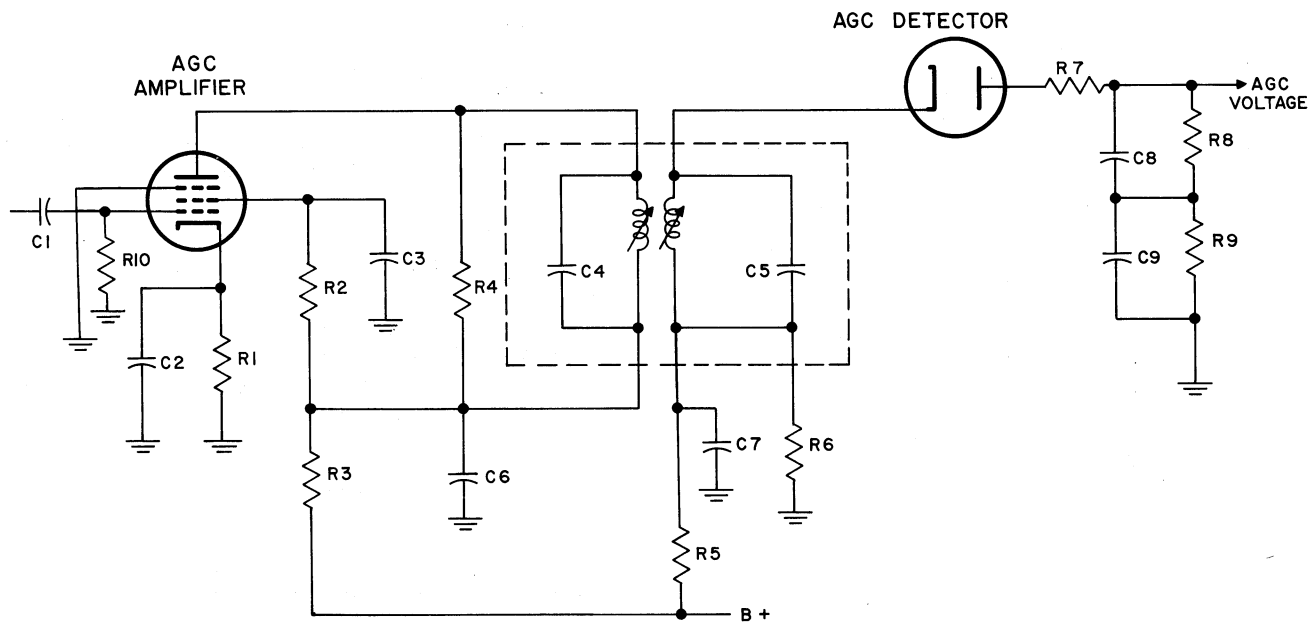 AGC DETECTOR
AGC
AMPLIFIER
R7
AGC
VOLTAGE
C8
R8
C1
R10
R2
C3
R4
C4
C5
C9
R9
C2
R1
R3
C6
C7
R6
R5
B +